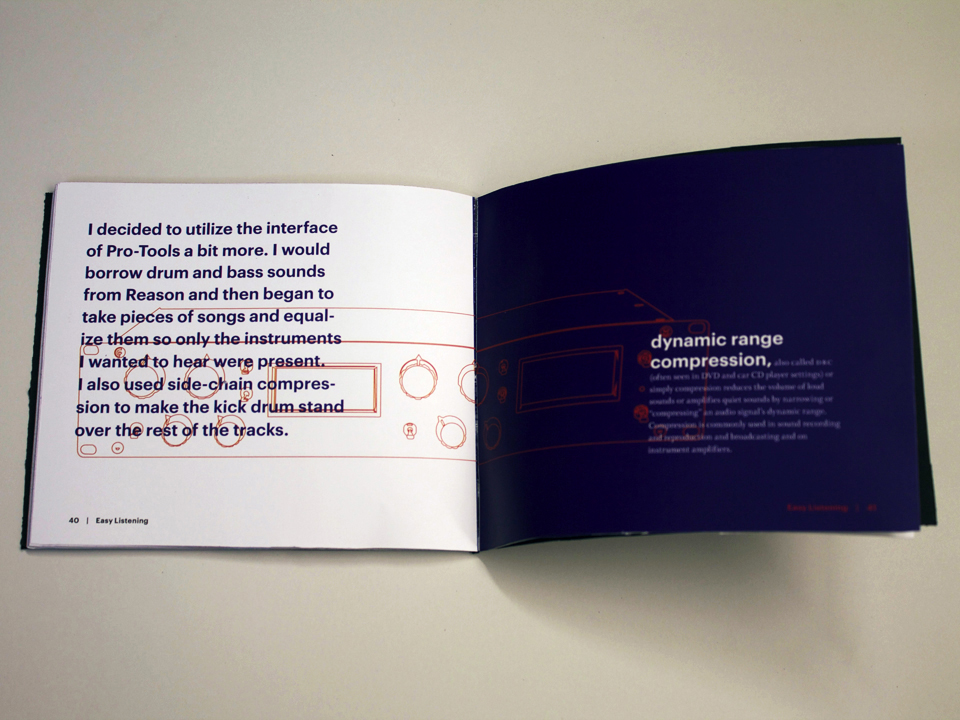 I decided to utilize the interface
of Pro-Tools a bit more. I would
borrow drum and bass sounds
from Reason and then began to
take pieces of songs and equal-
ize them so only the instruments
I wanted to hear were present.
I also used side-chain compres-
sion to make the kick drum stand
over the rest of the tracks.
40 | Easy Listening
dynamic range
compression, also called DRC
(often seen in DVD and car CD player settings) or
simply compression reduces the volume of loud
sounds or amplifies quiet sounds by narrowing or
"compressing" an audio signal's dynamic range.
Compression is commonly used in sound recording
and reproduction and broadcasting and on
instrument amplifiers.
Easy Listening | 41